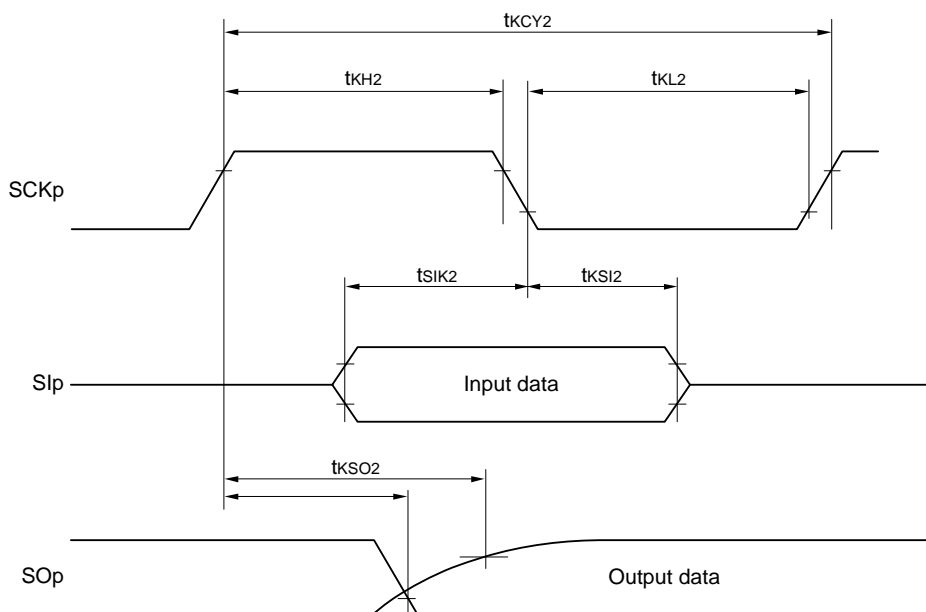 tKCY2
tKH2
tKL2
SCKp
tSIK2
tKSI2
SIp
Input data
tKSO2
SOp
Output data